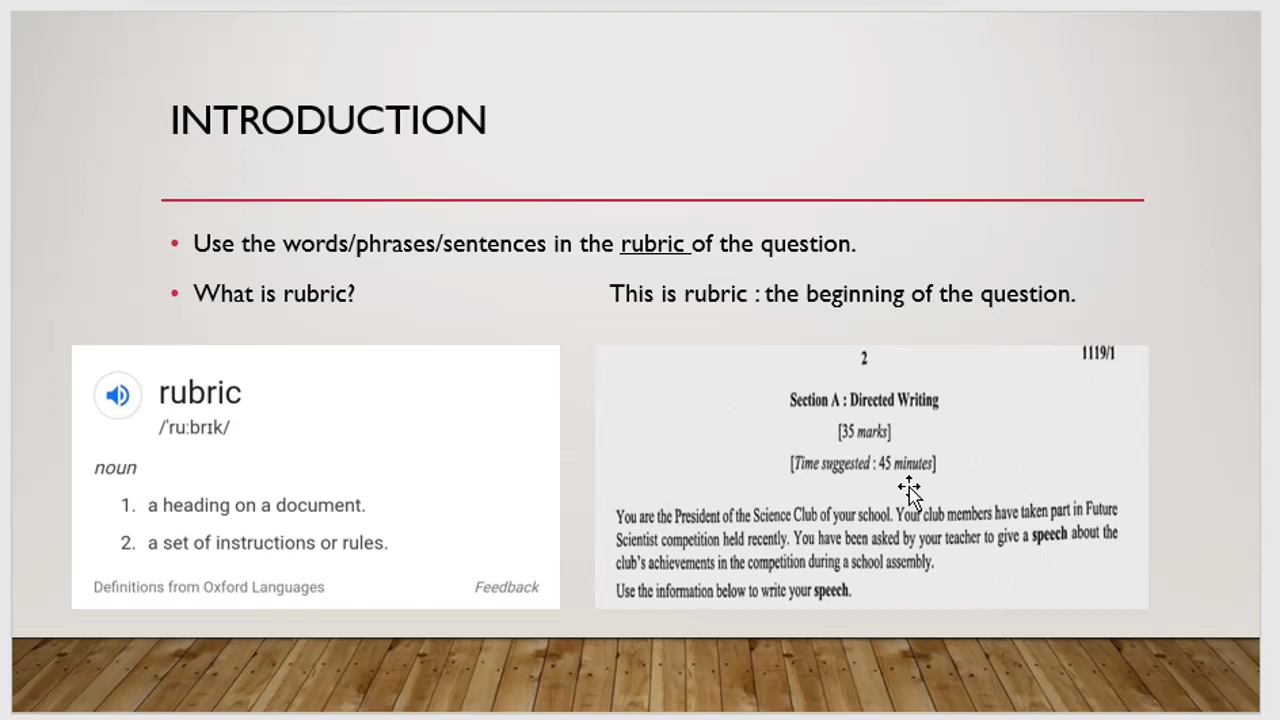 INTRODUCTION
• Use the words/phrases/sentences in the rubric of the question.
• What is rubric?
This is rubric : the beginning of the question.
rubric
/ˈruːbrɪk/
noun
1. a heading on a document.
2. a set of instructions or rules.
Definitions from Oxford Languages
Feedback
2
1119/1
Section A : Directed Writing
[35 marks]
[Time suggested : 45 minutes]
You are the President of the Science Club of your school. Your club members have taken part in Future
Scientist competition held recently. You have been asked by your teacher to give a speech about the
club's achievements in the competition during a school assembly.
Use the information below to write your speech.